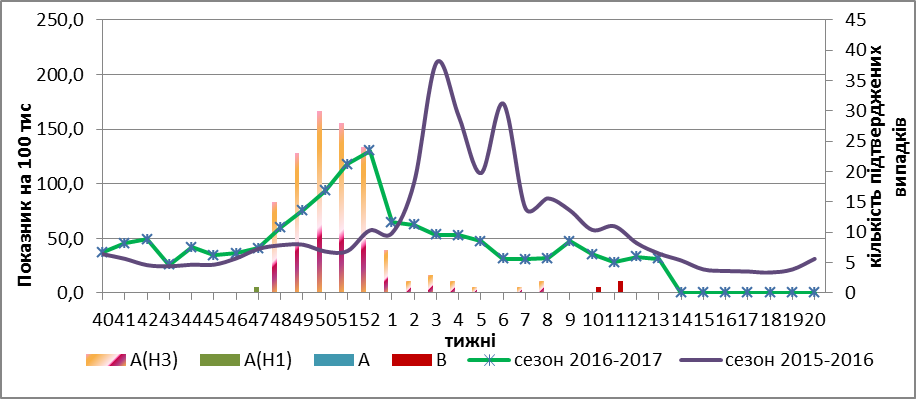 250,0
200,0
150,0
100,0
50,0
0,0
Показник на 100 тис
45
40
35
30
25
20
15
10
5
0
кількість підтверджених
випадків
40 41 42 43 44 45 46 47 48 49 50 51 52 1 2 3 4 5 6 7 8 9 10 11 12 13 14 15 16 17 18 19 20
тижні
А(H3) А(H1) А В сезон 2016-2017 сезон 2015-2016